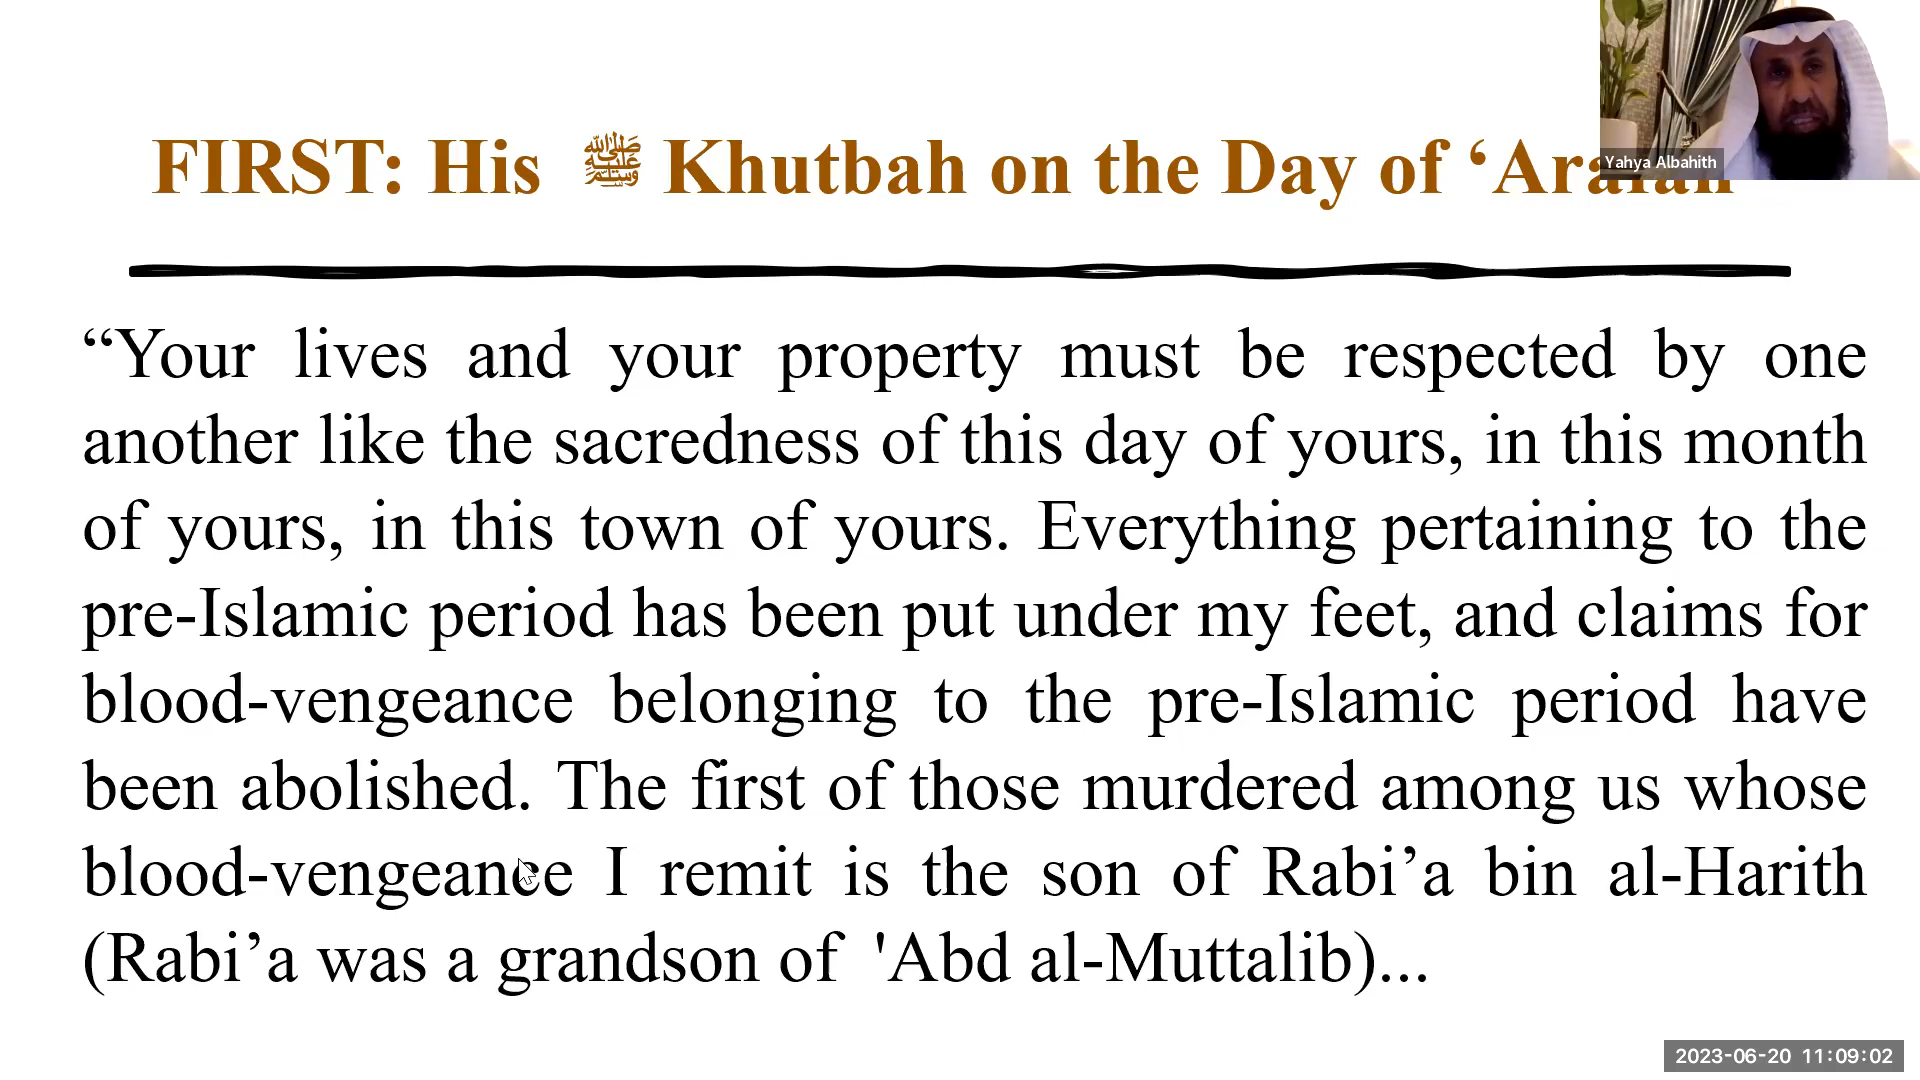 FIRST: His ﷺ Khutbah on the Day of ‘Arafah
Yahya Albahith
“Your lives and your property must be respected by one
another like the sacredness of this day of yours, in this month
of yours, in this town of yours. Everything pertaining to the
pre-Islamic period has been put under my feet, and claims for
blood-vengeance belonging to the pre-Islamic period have
been abolished. The first of those murdered among us whose
blood-vengeance I remit is the son of Rabi’a bin al-Harith
(Rabi’a was a grandson of 'Abd al-Muttalib)...
2023-06-20 11:09:02